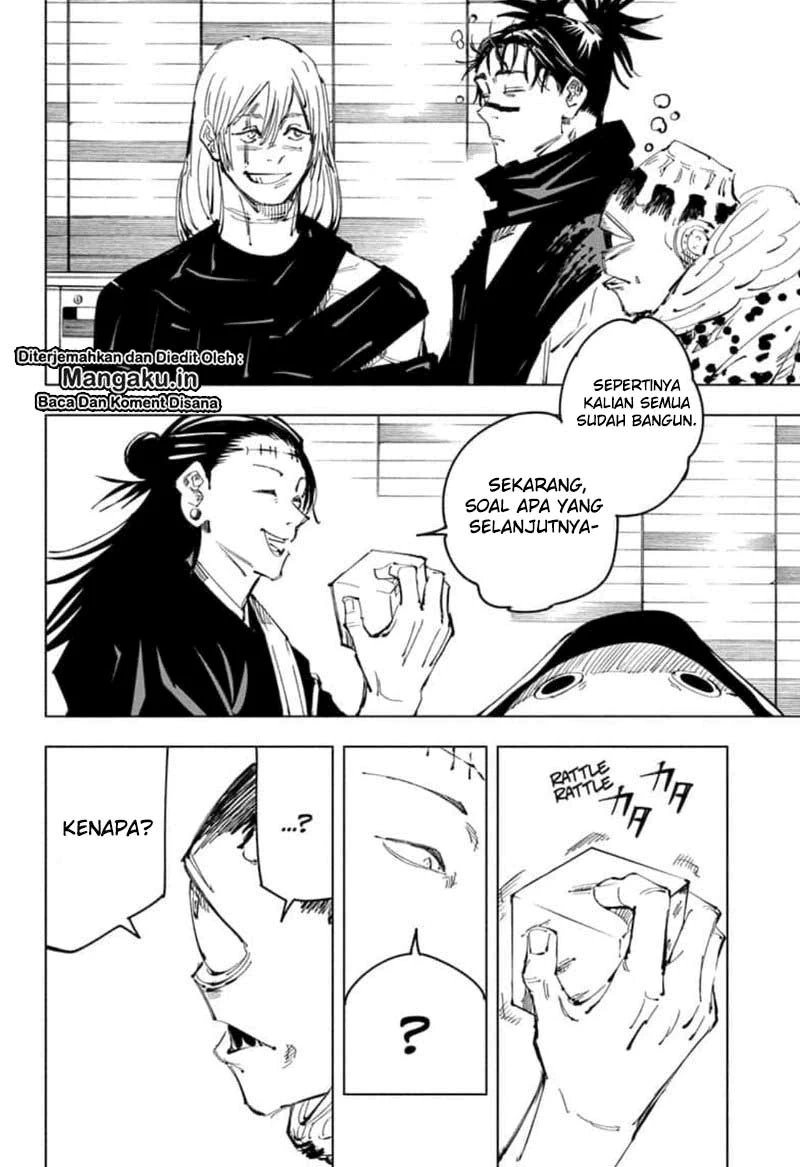 Diterjemahkan dan Diedit Oleh :
Mangaku.in
Baca Dan Koment Disana
SEPERTINYA
KALIAN SEMUA
SUDAH BANGUN.
SEKARANG,
SOAL APA YANG
SELANJUTNYA-
RATTLE
RATTLE
カタ
カタ
?
...?
KENAPA?